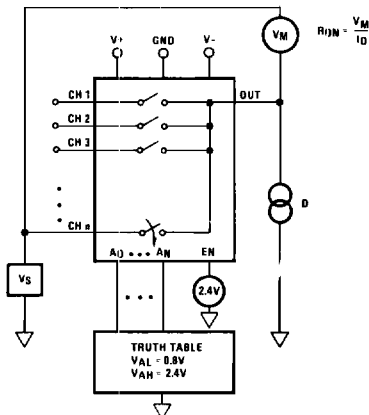 V+ GND V-
VM
RON = VM / ID
CH 1
OUT
CH 2
CH 3
D
CH n
A0 ••• AN EN
VS
2.4V
TRUTH TABLE
VAL = 0.8V
VAH = 2.4V